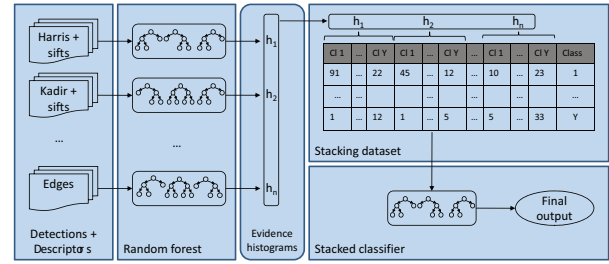 Harris +
sifts
Kadir +
sifts
...
Edges
Detections +
Descriptors
...
Random forest
h1
h2
hn
Evidence
histograms
h1 h2 hn
Cl 1 ... Cl Y Cl 1 ... Cl Y ... Cl 1 ... Cl Y Class
91 ... 22 45 ... 12 ... 10 ... 23 1
... ... ... ... ...
1 ... 12 1 ... 5 ... 5 ... 33 Y
Stacking dataset
Final
output
Stacked classifier